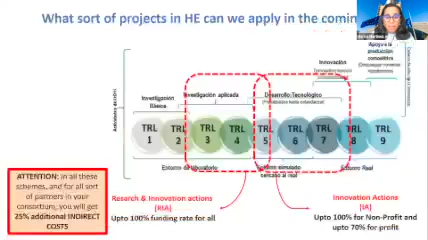 What sort of projects in HE can we apply in the comin
Innovación
Apoyo a la
producción
competitiva
Investigación
Básica
Investigación aplicada
Desarrollo Tecnológico
TRL
1
TRL
2
TRL
3
TRL
4
TRL
5
TRL
6
TRL
7
TRL
8
TRL
9
Entorno de laboratorio
Entorno simulado
cercano al real
Entorno Real
ATTENTION: in all these
schemes, and for all sort
of partners in your
consortium, you will get
25% additional INDIRECT
COSTS
Research & Innovation actions
(RIA)
Upto 100% funding rate for all
Innovation Actions
(IA)
Upto 100% for Non-Profit and
upto 70% for-profit